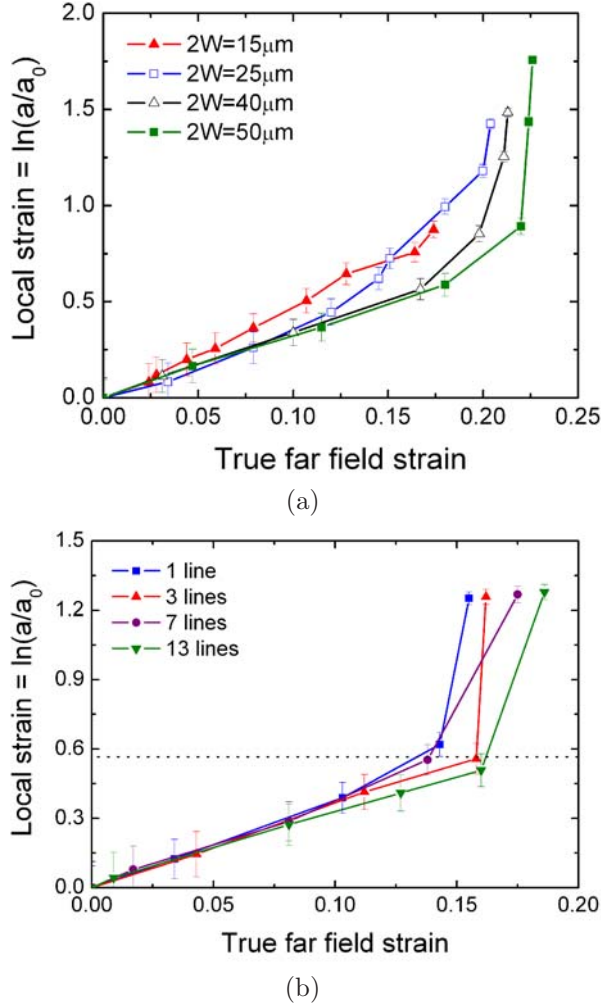 2.0
1.5
1.0
0.5
0.0
Local strain = ln(a/a₀)
2W=15μm
2W=25μm
2W=40μm
2W=50μm
0.00 0.05 0.10 0.15 0.20 0.25
True far field strain
(a)
1.5
1.2
0.9
0.6
0.3
0.0
Local strain = ln(a/a₀)
1 line
3 lines
7 lines
13 lines
0.00 0.05 0.10 0.15 0.20
True far field strain
(b)